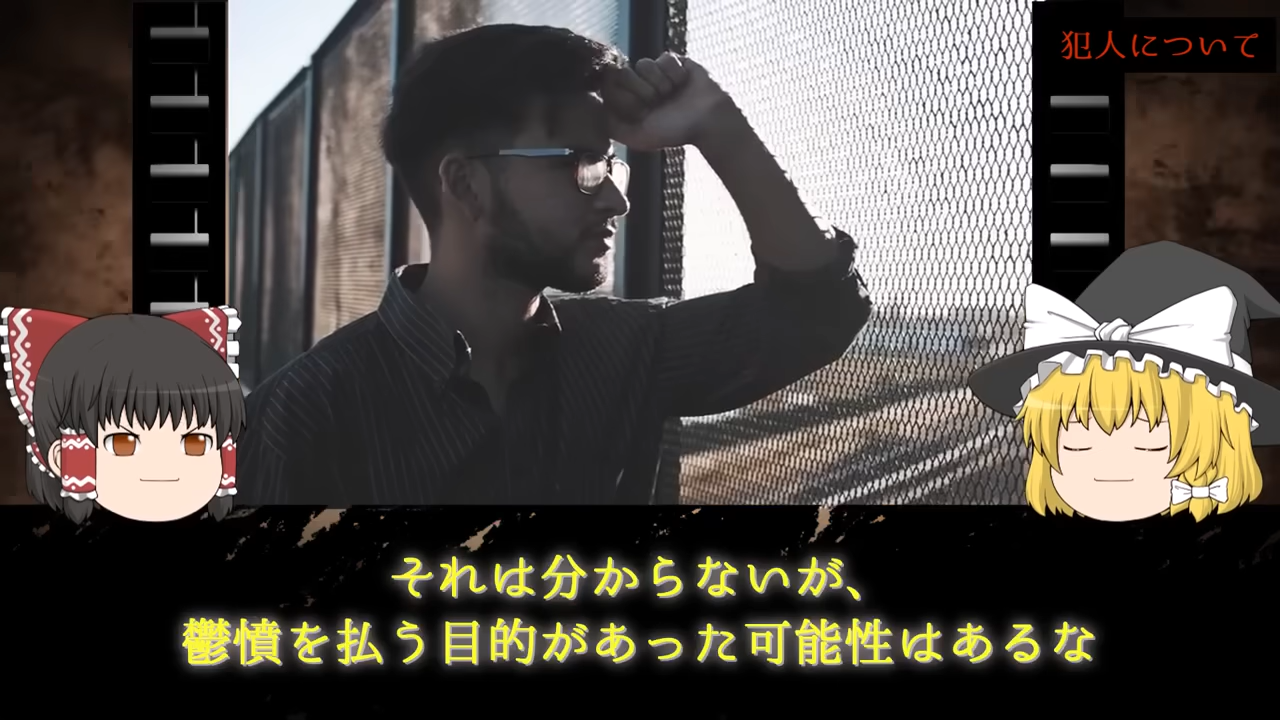 犯人について
それは分からないが、
鬱憤を払う目的があった可能性はあるな